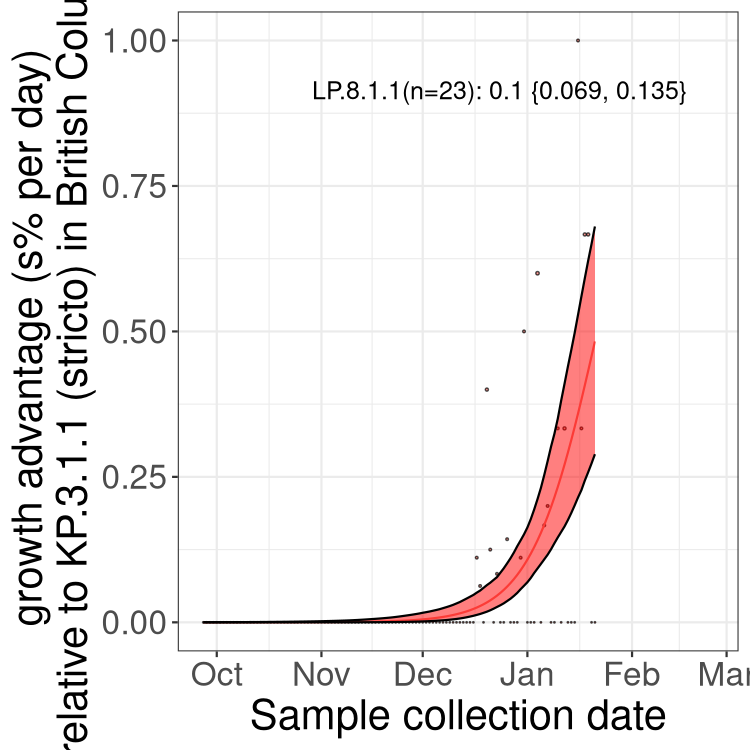 growth advantage (s% per day)
relative to KP.3.1.1 (stricto) in British Colu
1.00
0.75
0.50
0.25
0.00
LP.8.1.1(n=23): 0.1 {0.069, 0.135}
Oct Nov Dec Jan Feb Mar
Sample collection date